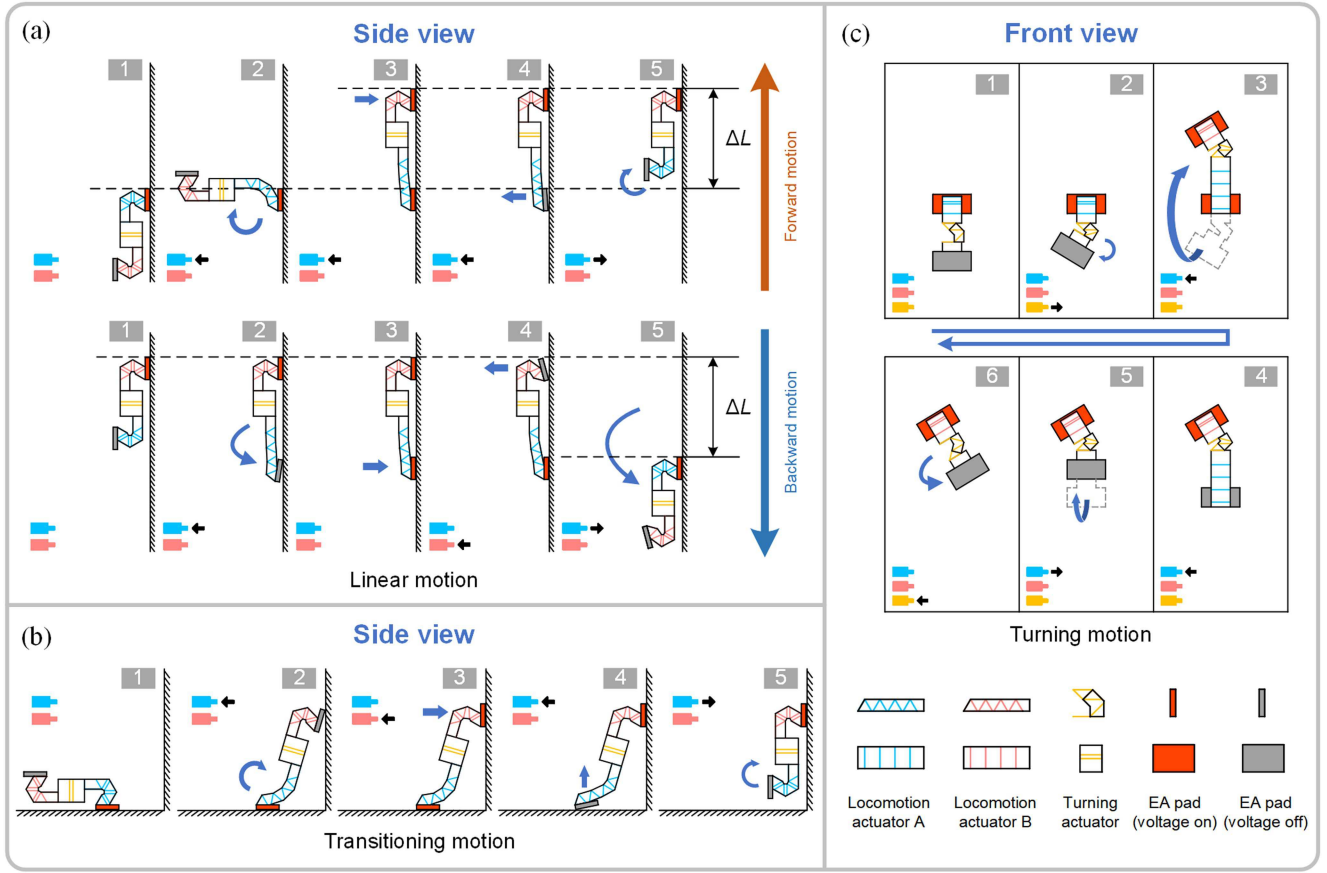 (a)
Side view
1
2
3
4
5
ΔL
Forward motion
1
2
3
4
5
ΔL
Backward motion
Linear motion
(b)
Side view
1
2
3
4
5
Transitioning motion
(c)
Front view
1
2
3
6
5
4
Turning motion
Locomotion
actuator A
Locomotion
actuator B
Turning
actuator
EA pad
(voltage on)
EA pad
(voltage off)